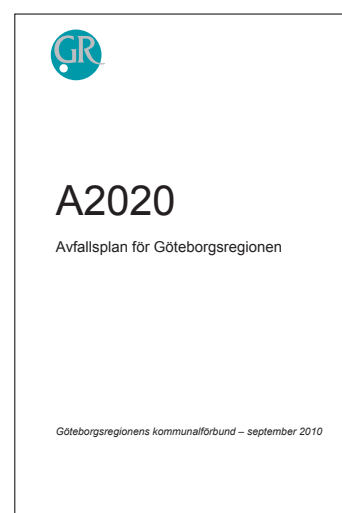 GR
A2020
Avfallsplan för Göteborgsregionen
Göteborgsregionens kommunalförbund – september 2010